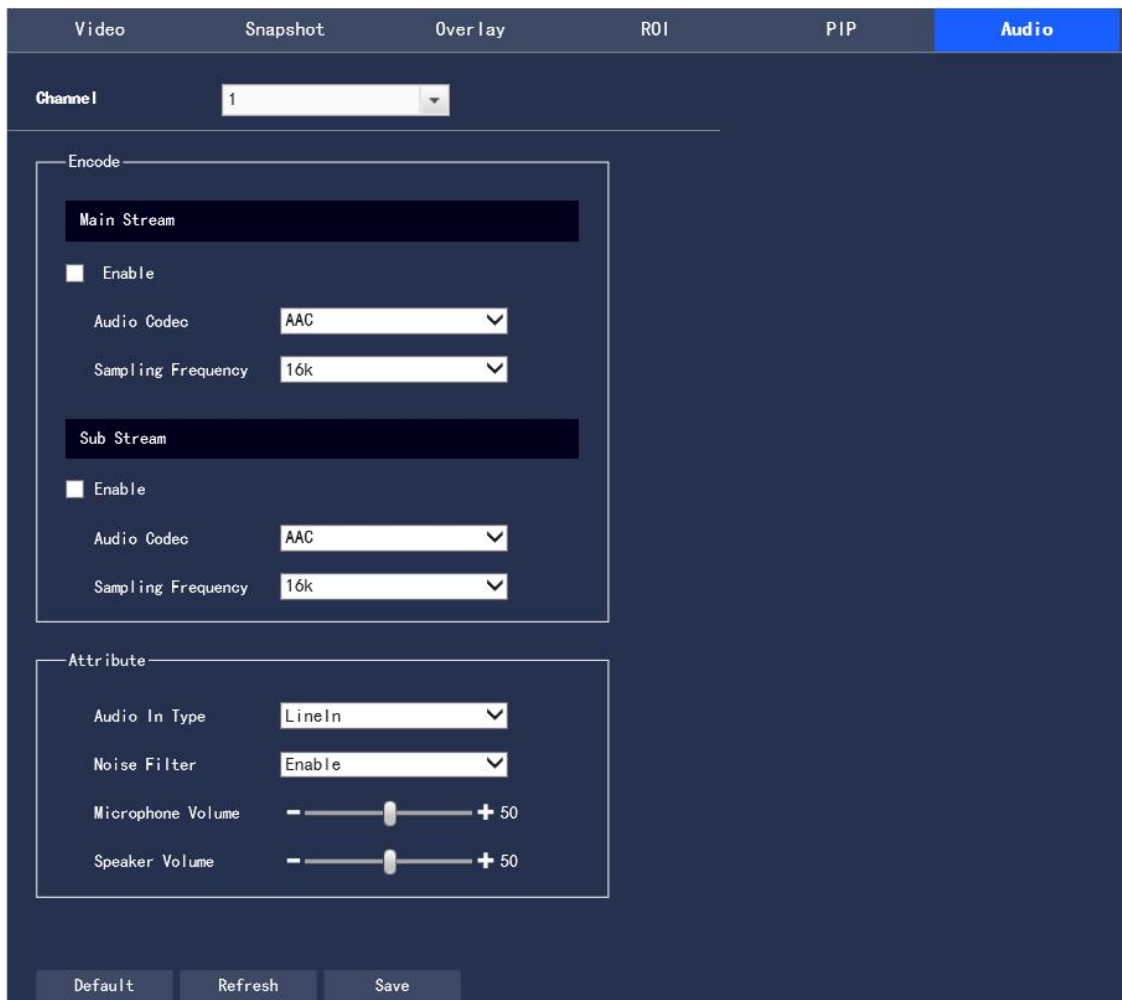 Video Snapshot Overlay ROI PIP Audio
Channel 1
Encode
Main Stream
Enable
Audio Codec AAC
Sampling Frequency 16k
Sub Stream
Enable
Audio Codec AAC
Sampling Frequency 16k
Attribute
Audio In Type LineIn
Noise Filter Enable
Microphone Volume 50
Speaker Volume 50
Default Refresh Save